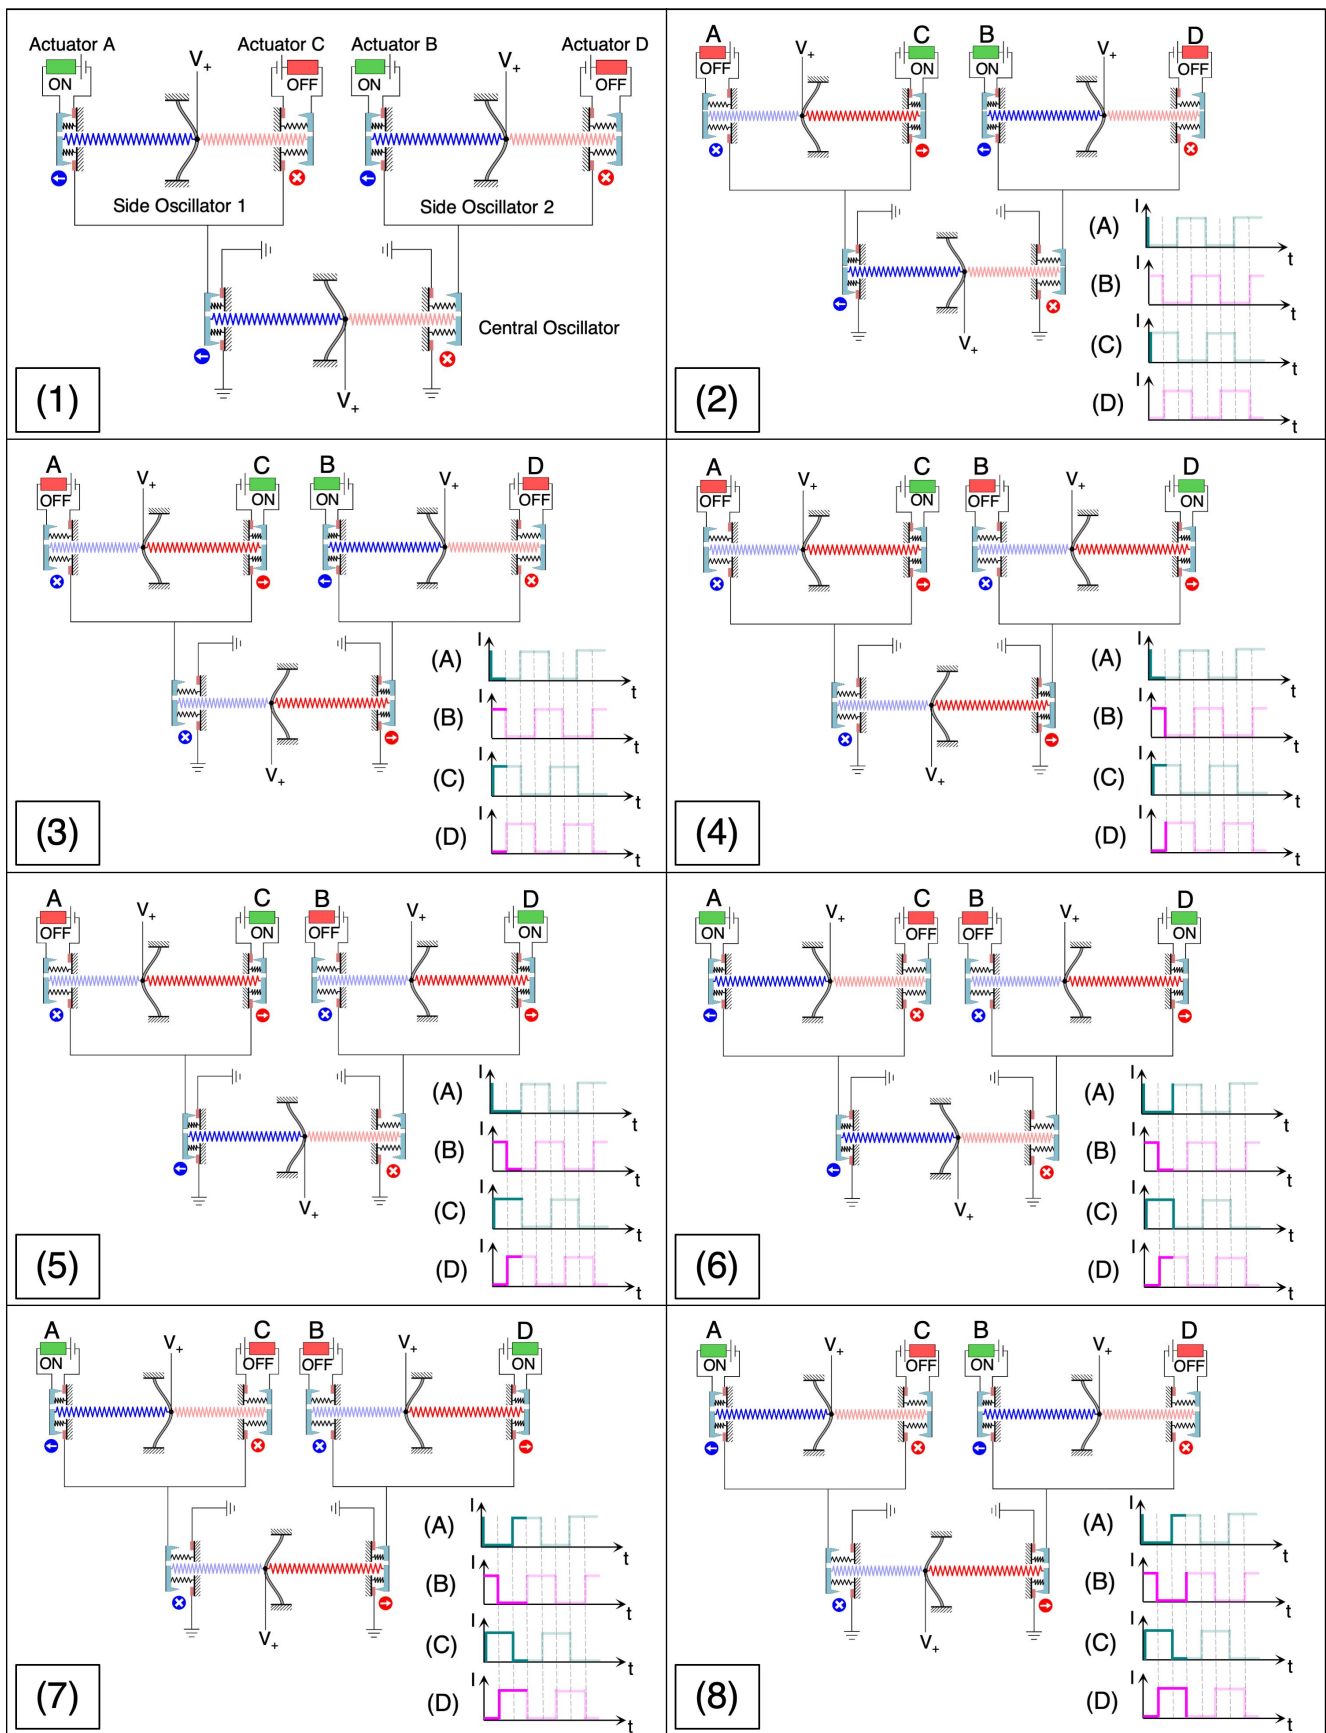 Actuator A
Actuator C
Actuator B
Actuator D
V+
V+
ON
OFF
ON
OFF
Side Oscillator 1
Side Oscillator 2
Central Oscillator
V+
(1)
A
C
B
D
V+
V+
OFF
ON
ON
OFF
V+
(A)
I
t
(B)
I
t
(C)
I
t
(D)
I
t
(2)
A
C
B
D
V+
V+
OFF
ON
ON
OFF
V+
(A)
I
t
(B)
I
t
(C)
I
t
(D)
I
t
(3)
A
C
B
D
V+
V+
OFF
ON
OFF
ON
V+
(A)
I
t
(B)
I
t
(C)
I
t
(D)
I
t
(4)
A
C
B
D
V+
V+
OFF
ON
OFF
ON
V+
(A)
I
t
(B)
I
t
(C)
I
t
(D)
I
t
(5)
A
C
B
D
V+
V+
ON
OFF
OFF
ON
V+
(A)
I
t
(B)
I
t
(C)
I
t
(D)
I
t
(6)
A
C
B
D
V+
V+
ON
OFF
OFF
ON
V+
(A)
I
t
(B)
I
t
(C)
I
t
(D)
I
t
(7)
A
C
B
D
V+
V+
ON
OFF
ON
OFF
V+
(A)
I
t
(B)
I
t
(C)
I
t
(D)
I
t
(8)